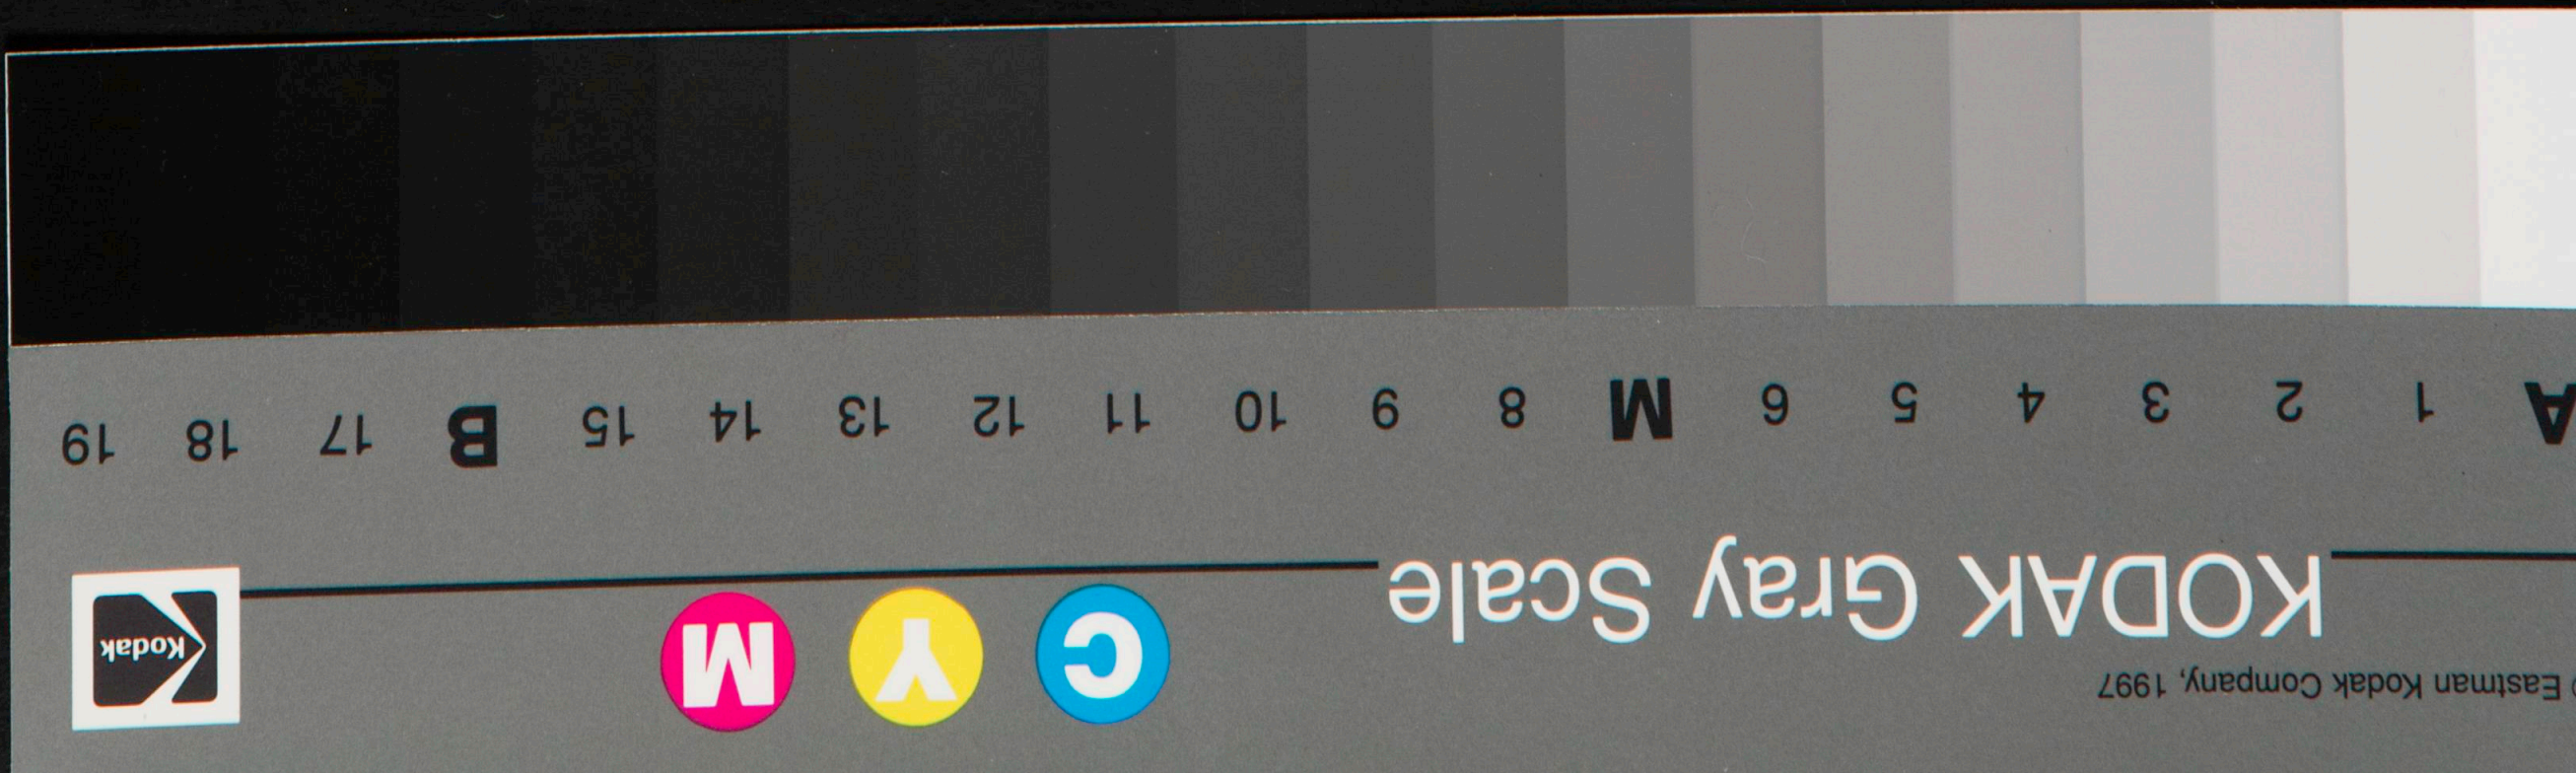 © Eastman Kodak Company, 1997
KODAK Gray Scale
C Y M
Kodak
A 1 2 3 4 5 6 M 8 9 10 11 12 13 14 15 B 17 18 19